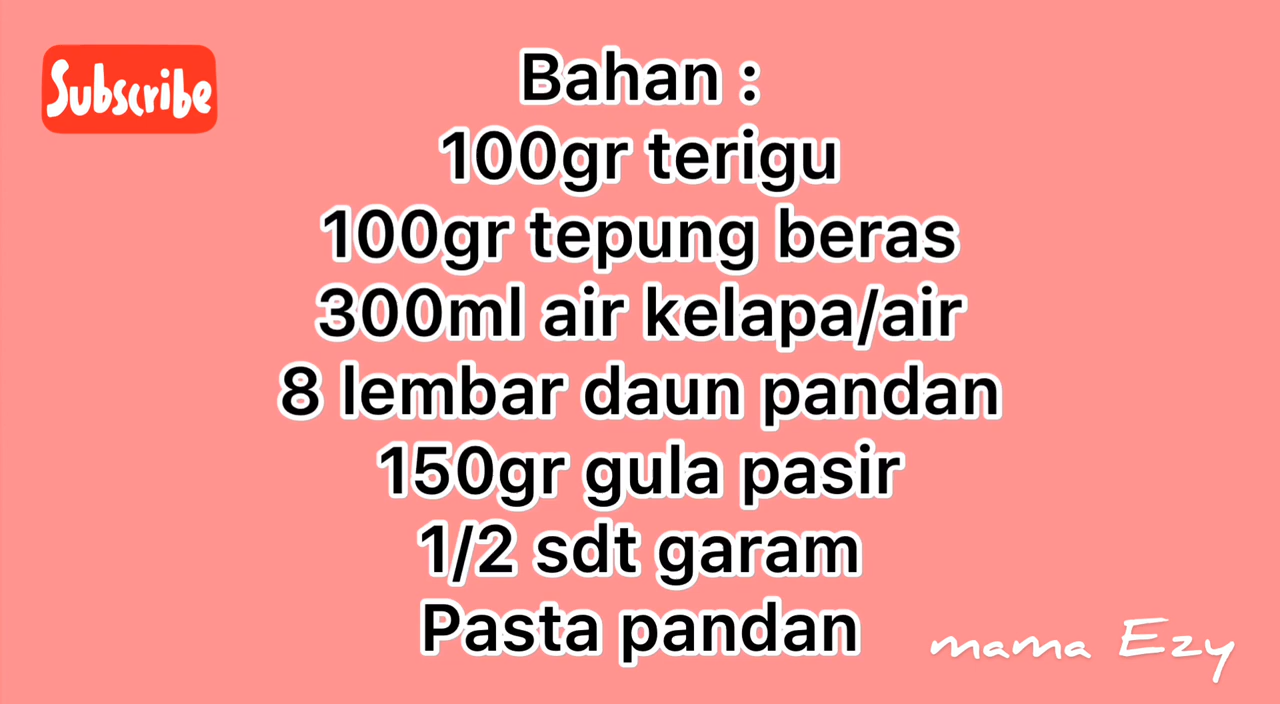 Subscribe
Bahan :
100gr terigu
100gr tepung beras
300ml air kelapa/air
8 lembar daun pandan
150gr gula pasir
1/2 sdt garam
Pasta pandan
mama Ezy